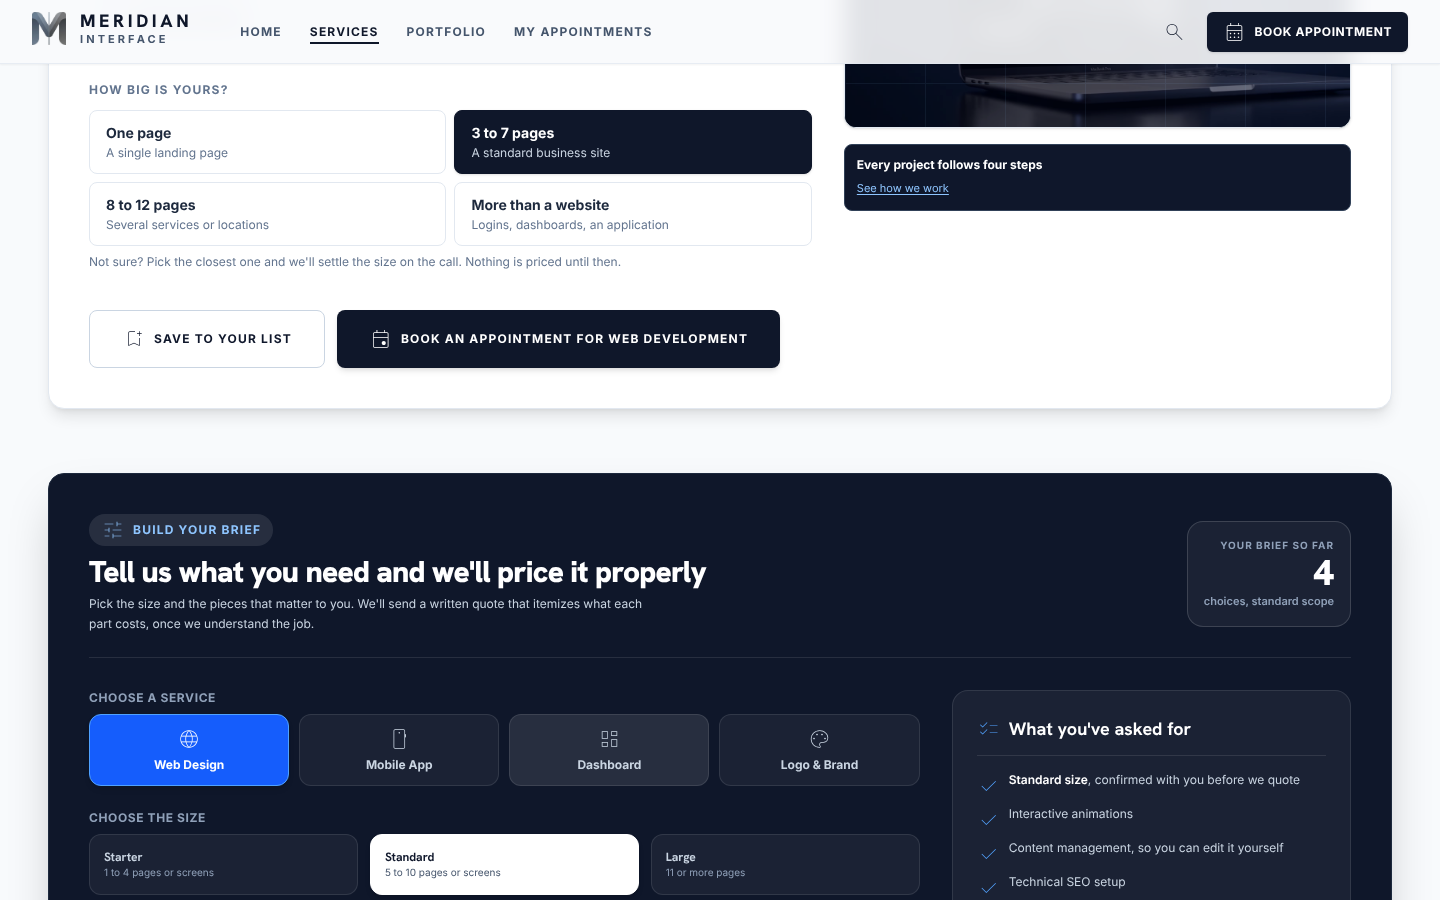 MERIDIAN
INTERFACE
HOME
SERVICES
PORTFOLIO
MY APPOINTMENTS
BOOK APPOINTMENT
HOW BIG IS YOURS?
One page
A single landing page
3 to 7 pages
A standard business site
8 to 12 pages
Several services or locations
More than a website
Logins, dashboards, an application
Not sure? Pick the closest one and we'll settle the size on the call. Nothing is priced until then.
SAVE TO YOUR LIST
BOOK AN APPOINTMENT FOR WEB DEVELOPMENT
Every project follows four steps
See how we work
BUILD YOUR BRIEF
Tell us what you need and we'll price it properly
Pick the size and the pieces that matter to you. We'll send a written quote that itemizes what each
part costs, once we understand the job.
YOUR BRIEF SO FAR
4
choices, standard scope
CHOOSE A SERVICE
Web Design
Mobile App
Dashboard
Logo & Brand
CHOOSE THE SIZE
Starter
1 to 4 pages or screens
Standard
5 to 10 pages or screens
Large
11 or more pages
What you've asked for
Standard size, confirmed with you before we quote
Interactive animations
Content management, so you can edit it yourself
Technical SEO setup